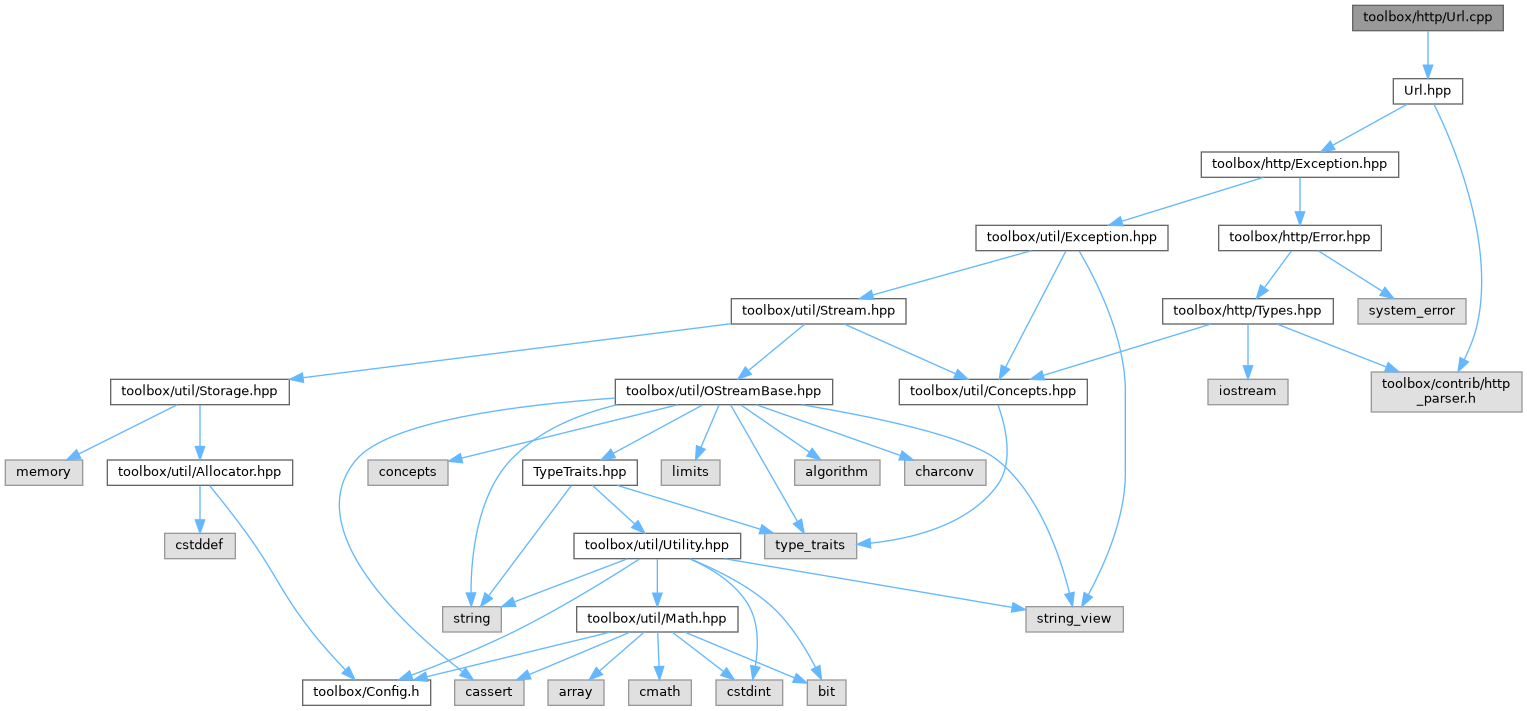 toolbox/http/Url.cpp
Url.hpp
toolbox/http/Exception.hpp
toolbox/util/Exception.hpp
toolbox/http/Error.hpp
toolbox/util/Stream.hpp
toolbox/http/Types.hpp
system_error
toolbox/util/Storage.hpp
toolbox/util/OStreamBase.hpp
toolbox/util/Concepts.hpp
iostream
toolbox/contrib/http
_parser.h
memory
toolbox/util/Allocator.hpp
concepts
TypeTraits.hpp
limits
algorithm
charconv
cstddef
toolbox/util/Utility.hpp
type_traits
string
toolbox/util/Math.hpp
string_view
toolbox/Config.h
cassert
array
cmath
cstdint
bit